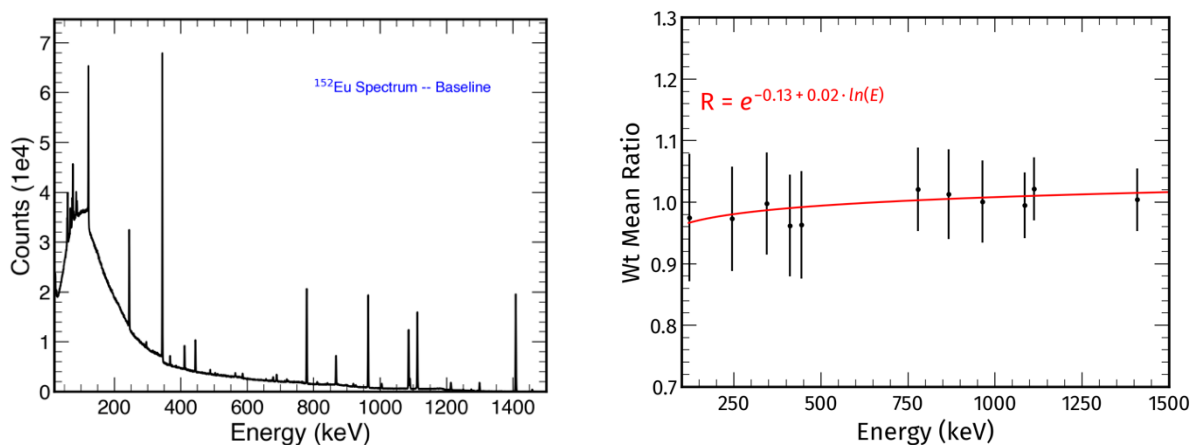 7
6
5
4
3
2
1
0
Counts (1e4)
¹⁵²Eu Spectrum -- Baseline
200 400 600 800 1000 1200 1400
Energy (keV)
1.3
1.2
1.1
1.0
0.9
0.8
0.7
Wt Mean Ratio
R = e^{−0.13 + 0.02 · ln(E)}
250 500 750 1000 1250 1500
Energy (keV)